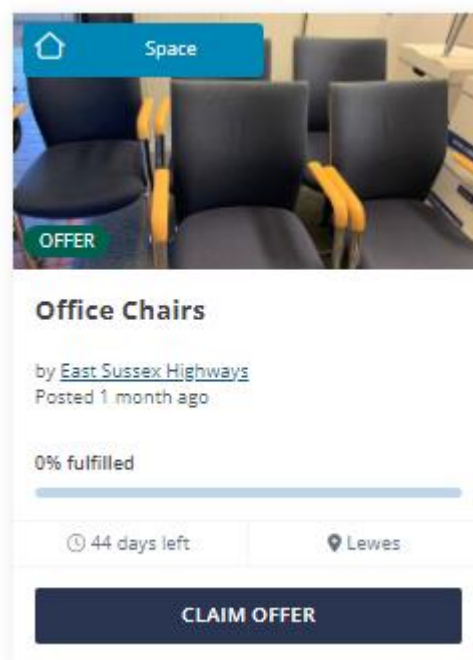 Space
OFFER
Office Chairs
by East Sussex Highways
Posted 1 month ago
0% fulfilled
44 days left
Lewes
CLAIM OFFER